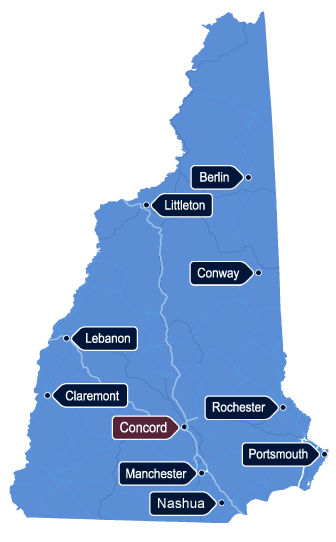 Berlin
Littleton
Conway
Lebanon
Claremont
Rochester
Concord
Portsmouth
Manchester
Nashua